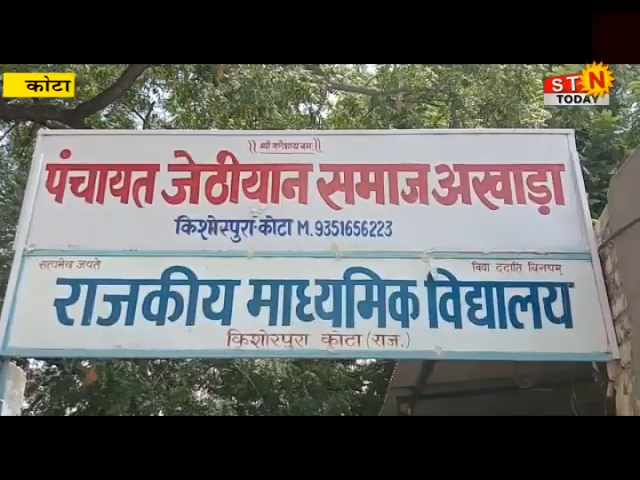 कोटा
STN
TODAY
|| श्री गणेशाय नमः ||
पंचायत जेठीयान समाज अखाड़ा
किशोरपुरा-कोटा M.9351656223
सत्यमेव जयते
विद्या ददाति विनयम्
राजकीय माध्यमिक विद्यालय
किशोरपुरा कोटा (राज.)